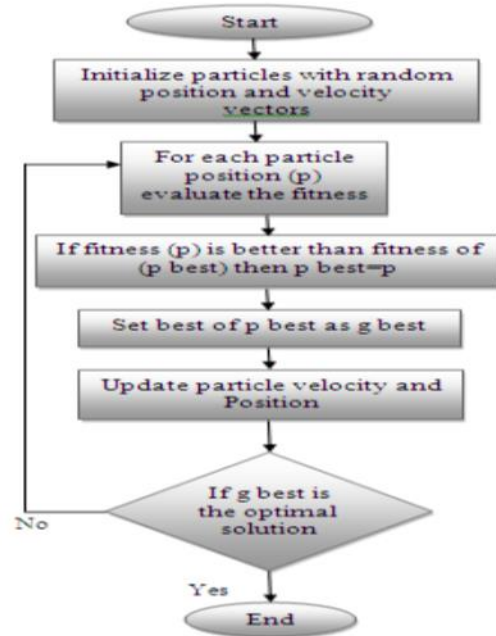 Start
Initialize particles with random
position and velocity
vectors
For each particle
position (p)
evaluate the fitness
If fitness (p) is better than fitness of
(p best) then p best=p
Set best of p best as g best
Update particle velocity and
Position
If g best is
the optimal
solution
No
Yes
End